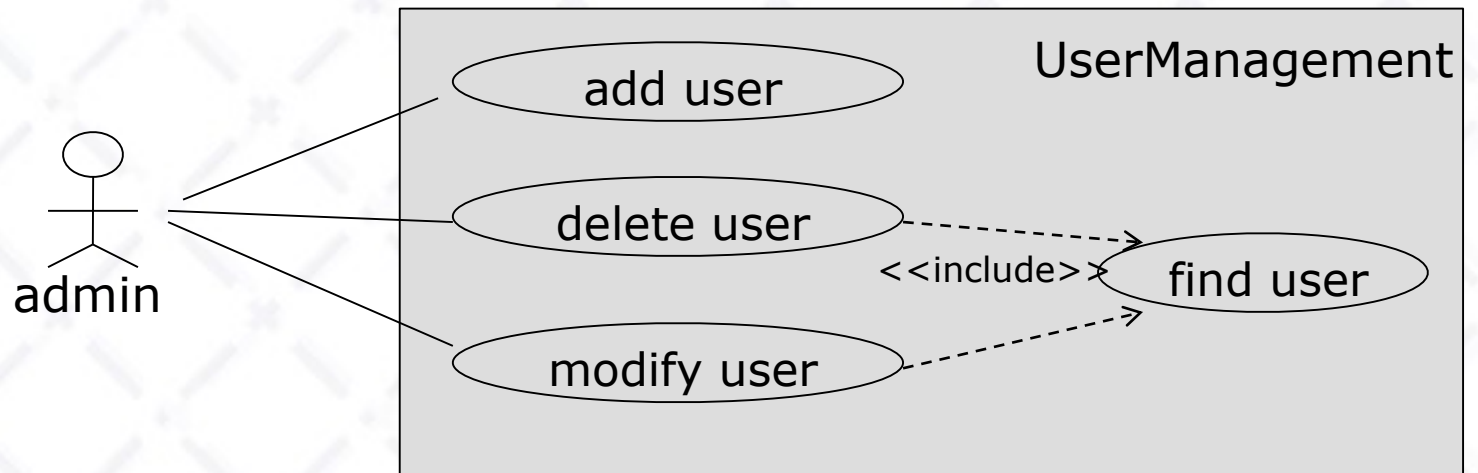 UserManagement
add user
delete user
<<include>>
find user
admin
modify user